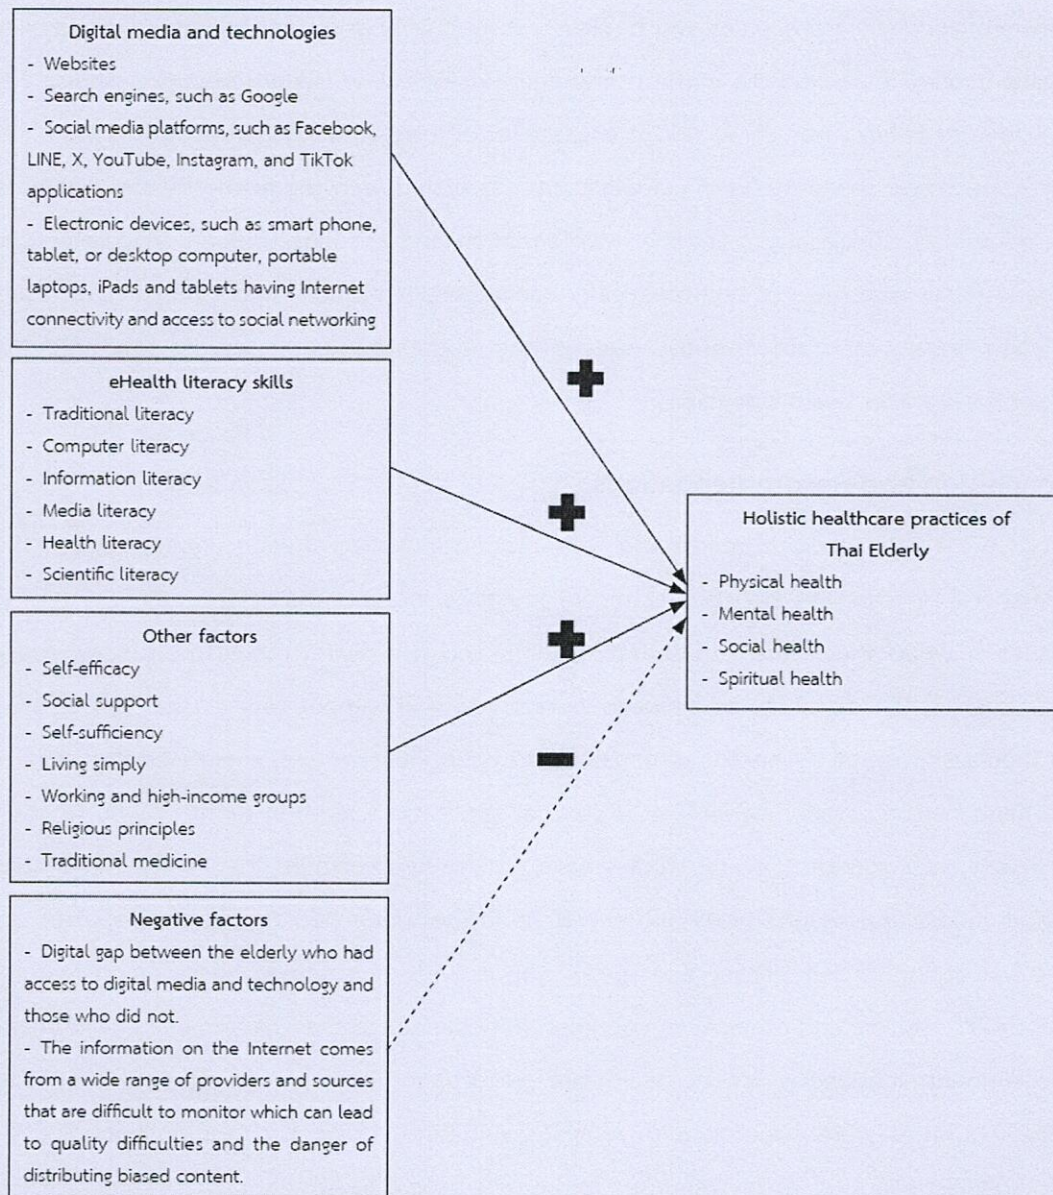 Digital media and technologies
- Websites
- Search engines, such as Google
- Social media platforms, such as Facebook,
LINE, X, YouTube, Instagram, and TikTok
applications
- Electronic devices, such as smart phone,
tablet, or desktop computer, portable
laptops, iPads and tablets having Internet
connectivity and access to social networking
eHealth literacy skills
- Traditional literacy
- Computer literacy
- Information literacy
- Media literacy
- Health literacy
- Scientific literacy
Other factors
- Self-efficacy
- Social support
- Self-sufficiency
- Living simply
- Working and high-income groups
- Religious principles
- Traditional medicine
Negative factors
- Digital gap between the elderly who had
access to digital media and technology and
those who did not.
- The information on the Internet comes
from a wide range of providers and sources
that are difficult to monitor which can lead
to quality difficulties and the danger of
distributing biased content.
Holistic healthcare practices of
Thai Elderly
- Physical health
- Mental health
- Social health
- Spiritual health